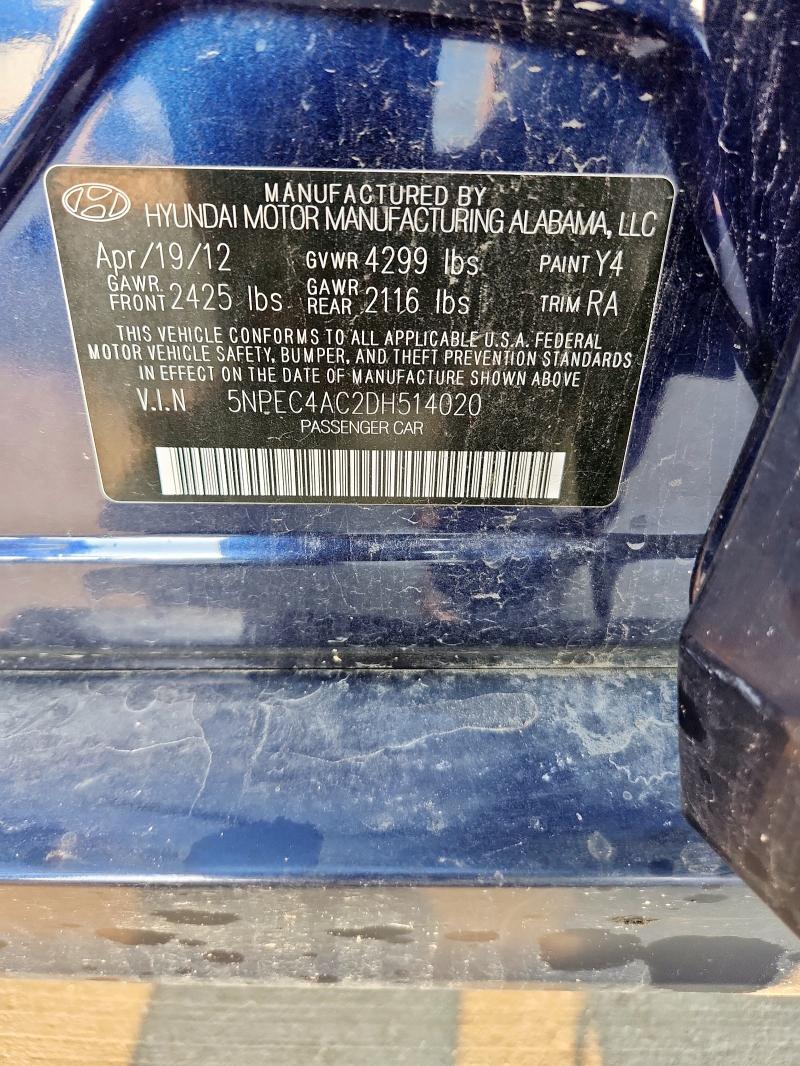 MANUFACTURED BY
HYUNDAI MOTOR MANUFACTURING ALABAMA, LLC
Apr/19/12 GVWR 4299 lbs PAINT Y4
GAWR. FRONT 2425 lbs GAWR REAR 2116 lbs TRIM RA
THIS VEHICLE CONFORMS TO ALL APPLICABLE U.S.A. FEDERAL
MOTOR VEHICLE SAFETY, BUMPER, AND THEFT PREVENTION STANDARDS
IN EFFECT ON THE DATE OF MANUFACTURE SHOWN ABOVE
V.I.N 5NPEC4AC2DH514020
PASSENGER CAR